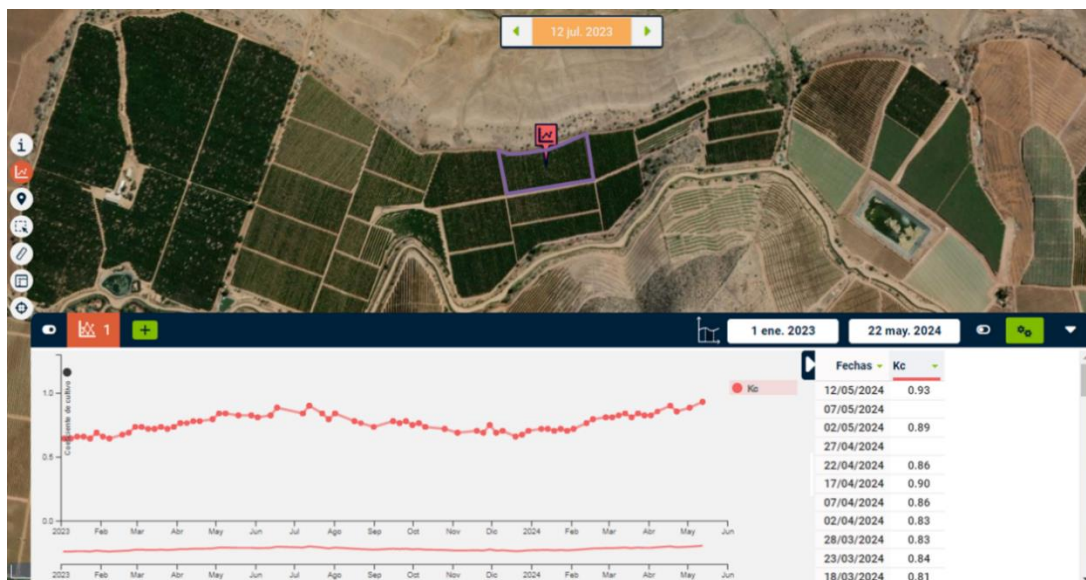 12 jul. 2023
1
1 ene. 2023
22 may. 2024
Coeficiente de cultivo
1.0
0.5
0.0
2023 Feb Mar Abr May Jun Jul Ago Sep Oct Nov Dic 2024 Feb Mar Abr May Jun
2023 Feb Mar Abr May Jun Jul Ago Sep Oct Nov Dic 2024 Feb Mar Abr May Jun
Kc
Fechas Kc
12/05/2024 0.93
07/05/2024
02/05/2024 0.89
27/04/2024
22/04/2024 0.86
17/04/2024 0.90
07/04/2024 0.86
02/04/2024 0.83
28/03/2024 0.83
23/03/2024 0.84
18/03/2024 0.81